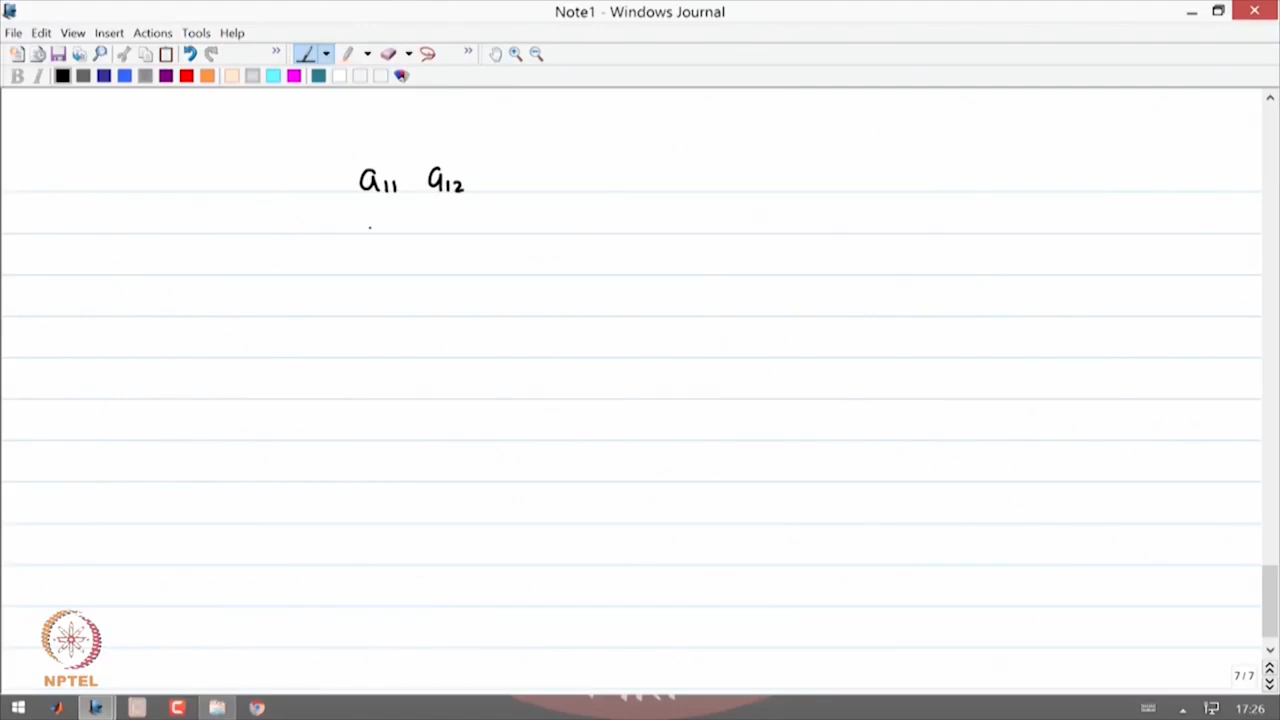 Note1 - Windows Journal
File Edit View Insert Actions Tools Help
a11 a12
NPTEL
7 / 7
17:26